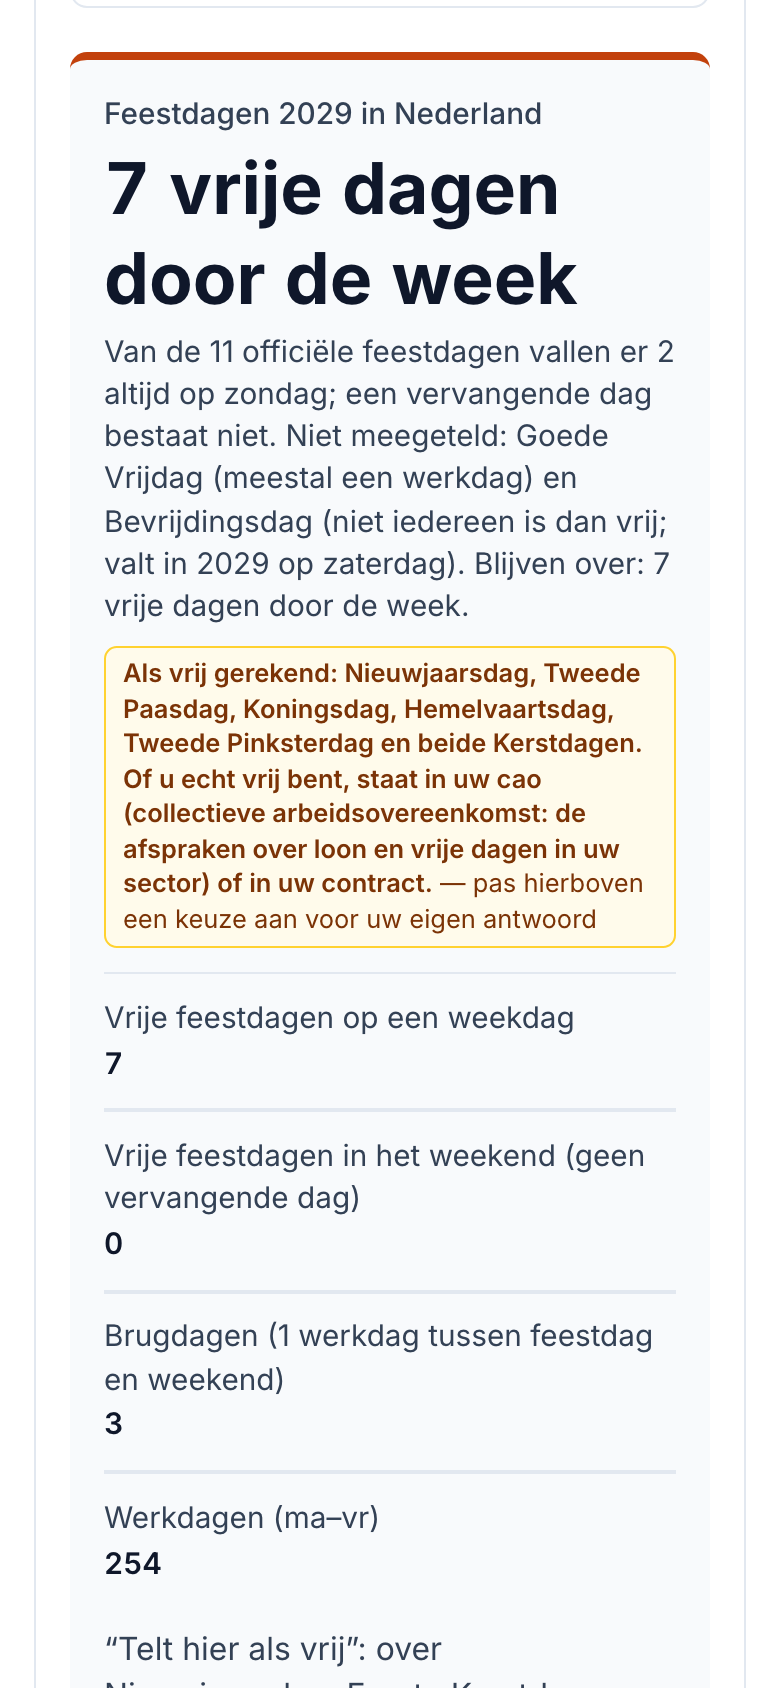 Feestdagen 2029 in Nederland
7 vrije dagen
door de week
Van de 11 officiële feestdagen vallen er 2
altijd op zondag; een vervangende dag
bestaat niet. Niet meegeteld: Goede
Vrijdag (meestal een werkdag) en
Bevrijdingsdag (niet iedereen is dan vrij;
valt in 2029 op zaterdag). Blijven over: 7
vrije dagen door de week.
Als vrij gerekend: Nieuwjaarsdag, Tweede
Paasdag, Koningsdag, Hemelvaartsdag,
Tweede Pinksterdag en beide Kerstdagen.
Of u echt vrij bent, staat in uw cao
(collectieve arbeidsovereenkomst: de
afspraken over loon en vrije dagen in uw
sector) of in uw contract. — pas hierboven
een keuze aan voor uw eigen antwoord
Vrije feestdagen op een weekdag
7
Vrije feestdagen in het weekend (geen
vervangende dag)
0
Brugdagen (1 werkdag tussen feestdag
en weekend)
3
Werkdagen (ma–vr)
254
“Telt hier als vrij”: over